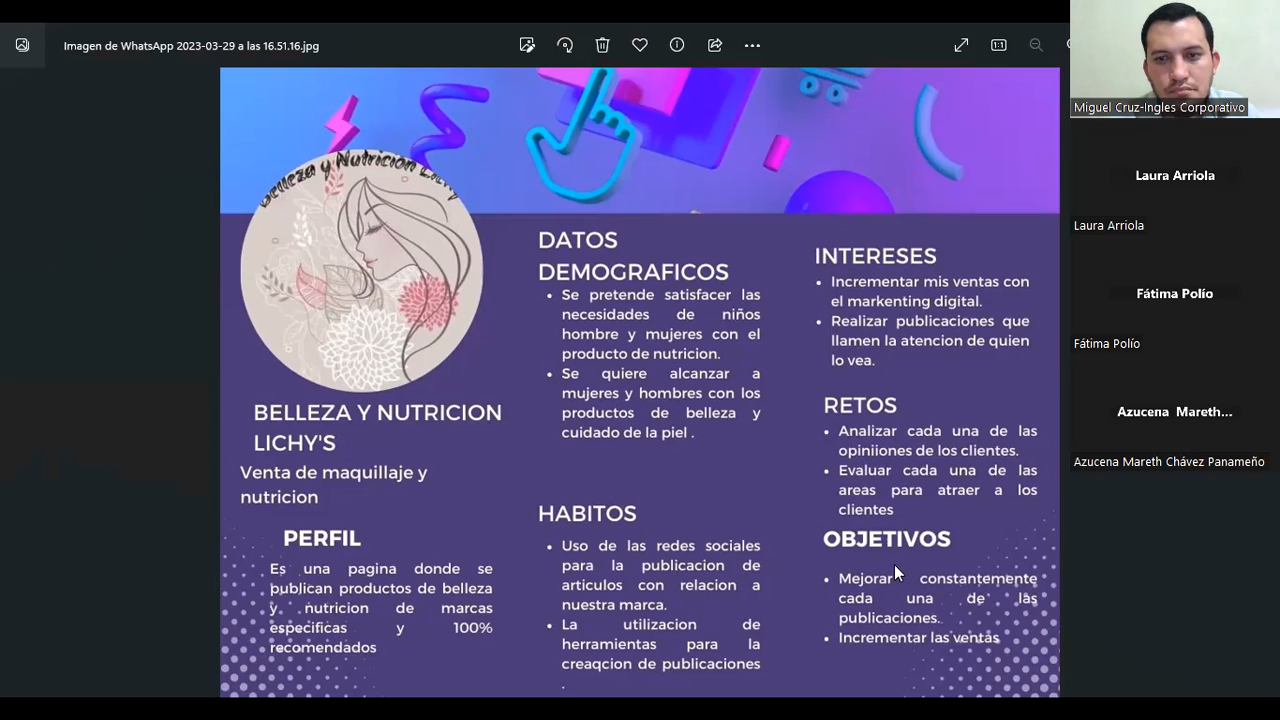 Imagen de WhatsApp 2023-03-29 a las 16.51.16.jpg
1:1
Belleza y Nutricion Lichy
BELLEZA Y NUTRICION
LICHY'S
Venta de maquillaje y
nutricion
PERFIL
Es una pagina donde se
publican productos de belleza
y nutricion de marcas
especificas y 100%
recomendados
DATOS
DEMOGRAFICOS
Se pretende satisfacer las
necesidades de niños
hombre y mujeres con el
producto de nutricion.
Se quiere alcanzar a
mujeres y hombres con los
productos de belleza y
cuidado de la piel .
HABITOS
Uso de las redes sociales
para la publicacion de
articulos con relacion a
nuestra marca.
La utilizacion de
herramientas para la
creaqcion de publicaciones
.
INTERESES
Incrementar mis ventas con
el markenting digital.
Realizar publicaciones que
llamen la atencion de quien
lo vea.
RETOS
Analizar cada una de las
opiniiones de los clientes.
Evaluar cada una de las
areas para atraer a los
clientes
OBJETIVOS
Mejorar constantemente
cada una de las
publicaciones.
Incrementar las ventas
Miguel Cruz-Ingles Corporativo
Laura Arriola
Laura Arriola
Fátima Polío
Fátima Polío
Azucena Mareth...
Azucena Mareth Chávez Panameño